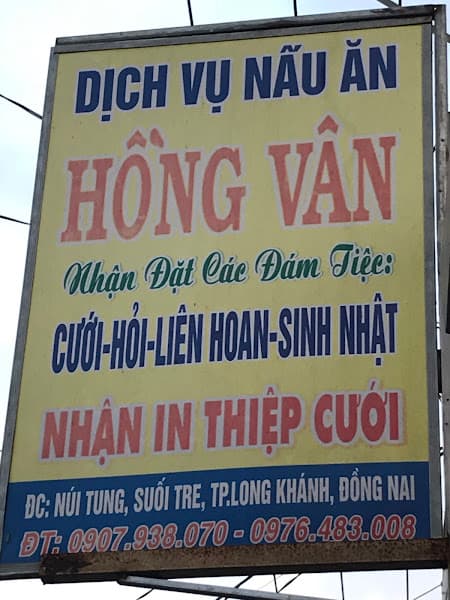 DỊCH VỤ NẤU ĂN
HỒNG VÂN
Nhận Đặt Các Đám Tiệc:
CƯỚI-HỎI-LIÊN HOAN-SINH NHẬT
NHẬN IN THIỆP CƯỚI
ĐC: NÚI TUNG, SUỐI TRE, TP.LONG KHÁNH, ĐỒNG NAI
ĐT: 0907.938.070 - 0976.483.008